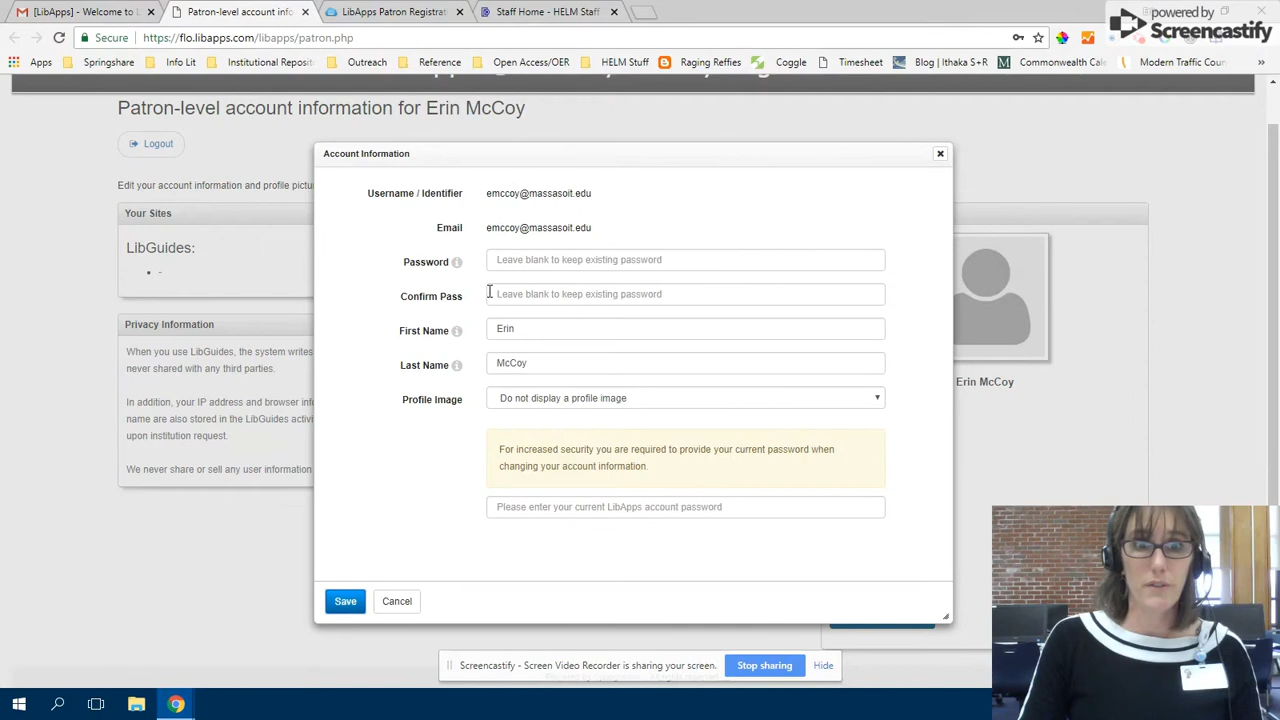 [LibApps] - Welcome to L
Patron-level account info
LibApps Patron Registrat
Staff Home - HELM Staff
powered by
Screencastify
Secure
https://flo.libapps.com/libapps/patron.php
Apps
Springshare
Info Lit
Institutional Reposit
Outreach
Reference
Open Access/OER
HELM Stuff
Raging Reffies
Coggle
Timesheet
Blog | Ithaka S+R
Commonwealth Cale
Modern Traffic Coun
Patron-level account information for Erin McCoy
Logout
Edit your account information and profile pictu
Your Sites
LibGuides:
-
Privacy Information
When you use LibGuides, the system writes
never shared with any third parties.
In addition, your IP address and browser info
name are also stored in the LibGuides activi
upon institution request.
We never share or sell any user information
Account Information
Username / Identifier
emccoy@massasoit.edu
Email
emccoy@massasoit.edu
Password
Leave blank to keep existing password
Confirm Pass
Leave blank to keep existing password
First Name
Erin
Last Name
McCoy
Profile Image
Do not display a profile image
For increased security you are required to provide your current password when
changing your account information.
Please enter your current LibApps account password
Save
Cancel
Erin McCoy
Screencastify - Screen Video Recorder is sharing your screen.
Stop sharing
Hide